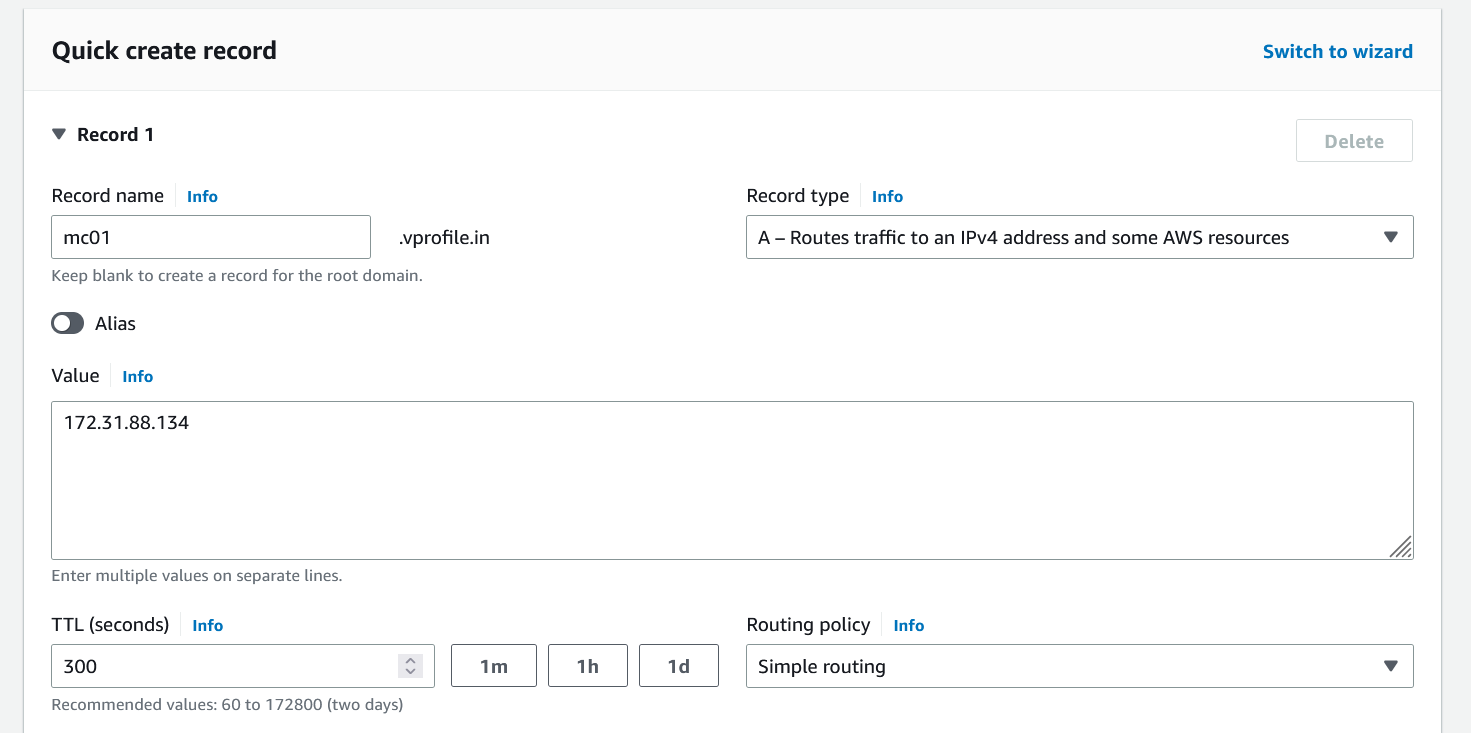 Quick create record
Switch to wizard
Record 1
Delete
Record name Info
Record type Info
mc01 .vprofile.in
A – Routes traffic to an IPv4 address and some AWS resources
Keep blank to create a record for the root domain.
Alias
Value Info
172.31.88.134
Enter multiple values on separate lines.
TTL (seconds) Info
Routing policy Info
300 1m 1h 1d
Simple routing
Recommended values: 60 to 172800 (two days)